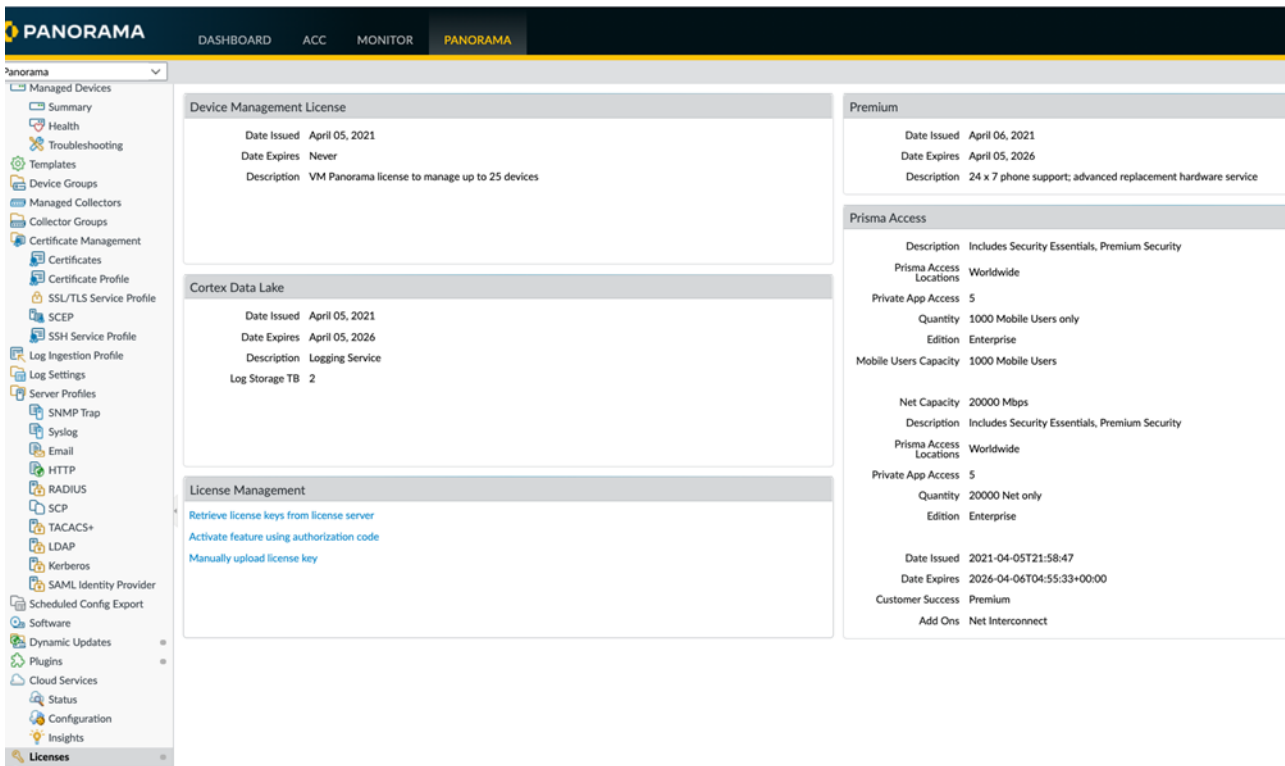 PANORAMA
DASHBOARD ACC MONITOR PANORAMA
Panorama
Managed Devices
Summary
Health
Troubleshooting
Templates
Device Groups
Managed Collectors
Collector Groups
Certificate Management
Certificates
Certificate Profile
SSL/TLS Service Profile
SCEP
SSH Service Profile
Log Ingestion Profile
Log Settings
Server Profiles
SNMP Trap
Syslog
Email
HTTP
RADIUS
SCP
TACACS+
LDAP
Kerberos
SAML Identity Provider
Scheduled Config Export
Software
Dynamic Updates
Plugins
Cloud Services
Status
Configuration
Insights
Licenses
Device Management License
Date Issued April 05, 2021
Date Expires Never
Description VM Panorama license to manage up to 25 devices
Cortex Data Lake
Date Issued April 05, 2021
Date Expires April 05, 2026
Description Logging Service
Log Storage TB 2
License Management
Retrieve license keys from license server
Activate feature using authorization code
Manually upload license key
Premium
Date Issued April 06, 2021
Date Expires April 05, 2026
Description 24 x 7 phone support; advanced replacement hardware service
Prisma Access
Description Includes Security Essentials, Premium Security
Prisma Access
Locations Worldwide
Private App Access 5
Quantity 1000 Mobile Users only
Edition Enterprise
Mobile Users Capacity 1000 Mobile Users
Net Capacity 20000 Mbps
Description Includes Security Essentials, Premium Security
Prisma Access
Locations Worldwide
Private App Access 5
Quantity 20000 Net only
Edition Enterprise
Date Issued 2021-04-05T21:58:47
Date Expires 2026-04-06T04:55:33+00:00
Customer Success Premium
Add Ons Net Interconnect